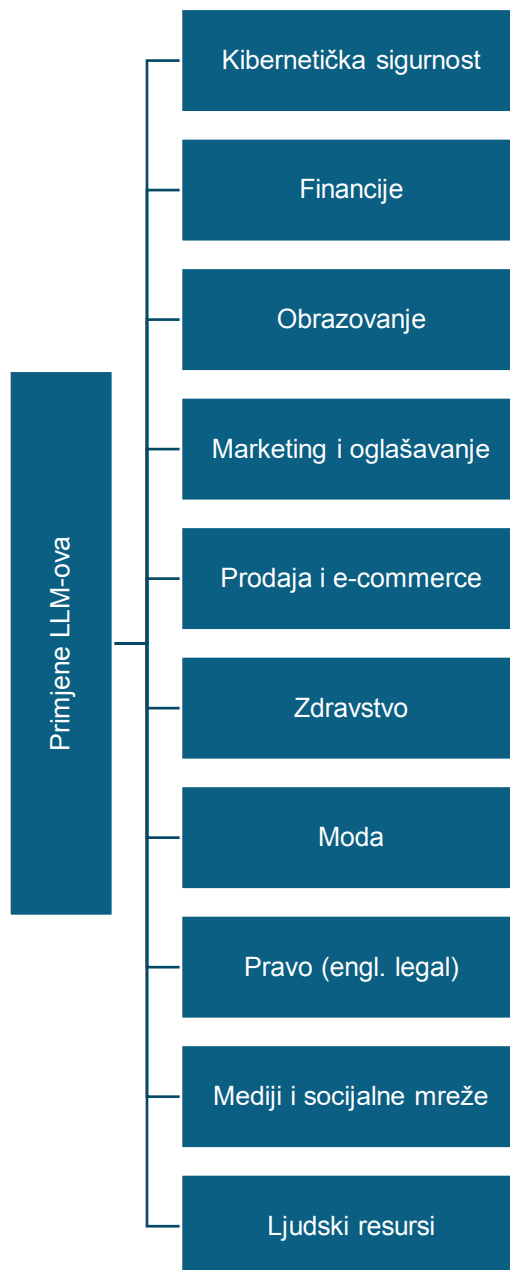 Primjene LLM-ova
Kibernetička sigurnost
Financije
Obrazovanje
Marketing i oglašavanje
Prodaja i e-commerce
Zdravstvo
Moda
Pravo (engl. legal)
Mediji i socijalne mreže
Ljudski resursi